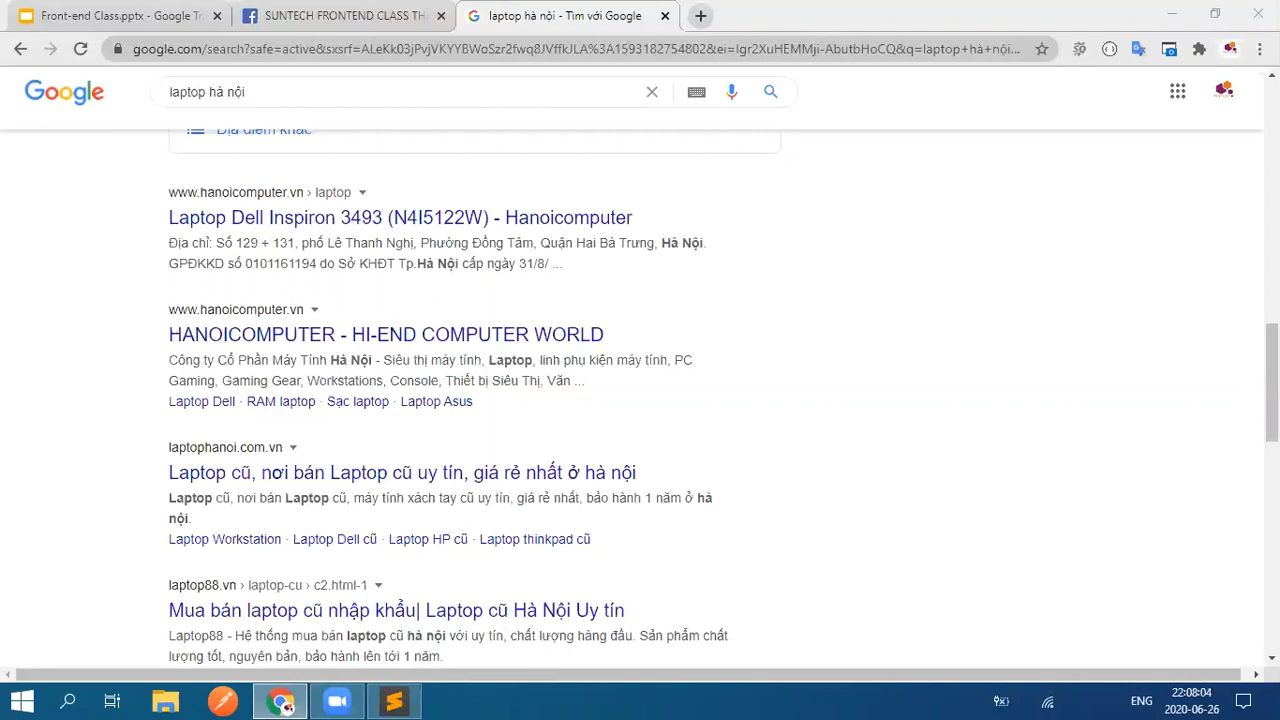 Front-end Class.pptx - Google T
SUNTECH FRONTEND CLASS TH
laptop hà nội - Tìm với Google
google.com/search?safe=active&sxsrf=ALeKk03jPvjVKYYBWoSzr2fwq8JVffkJLA%3A1593182754802&ei=Igr2XuHEMMji-AbutbHoCQ&q=laptop+hà+nội...
Google
laptop hà nội
Địa điểm khác
www.hanoicomputer.vn › laptop
Laptop Dell Inspiron 3493 (N4I5122W) - Hanoicomputer
Địa chỉ: Số 129 + 131, phố Lê Thanh Nghị, Phường Đồng Tâm, Quận Hai Bà Trưng, Hà Nội.
GPĐKKD số 0101161194 do Sở KHĐT Tp.Hà Nội cấp ngày 31/8/ ...
www.hanoicomputer.vn
HANOICOMPUTER - HI-END COMPUTER WORLD
Công ty Cổ Phần Máy Tính Hà Nội - Siêu thị máy tính, Laptop, linh phụ kiện máy tính, PC
Gaming, Gaming Gear, Workstations, Console, Thiết bị Siêu Thị, Văn ...
Laptop Dell · RAM laptop · Sạc laptop · Laptop Asus
laptophanoi.com.vn
Laptop cũ, nơi bán Laptop cũ uy tín, giá rẻ nhất ở hà nội
Laptop cũ, nơi bán Laptop cũ, máy tính xách tay cũ uy tín, giá rẻ nhất, bảo hành 1 năm ở hà
nội.
Laptop Workstation · Laptop Dell cũ · Laptop HP cũ · Laptop thinkpad cũ
laptop88.vn › laptop-cu › c2.html-1
Mua bán laptop cũ nhập khẩu| Laptop cũ Hà Nội Uy tín
Laptop88 - Hệ thống mua bán laptop cũ hà nội với uy tín, chất lượng hàng đầu. Sản phẩm chất
lượng tốt, nguyên bản, bảo hành lên tới 1 năm.
ENG
22:08:04
2020-06-26